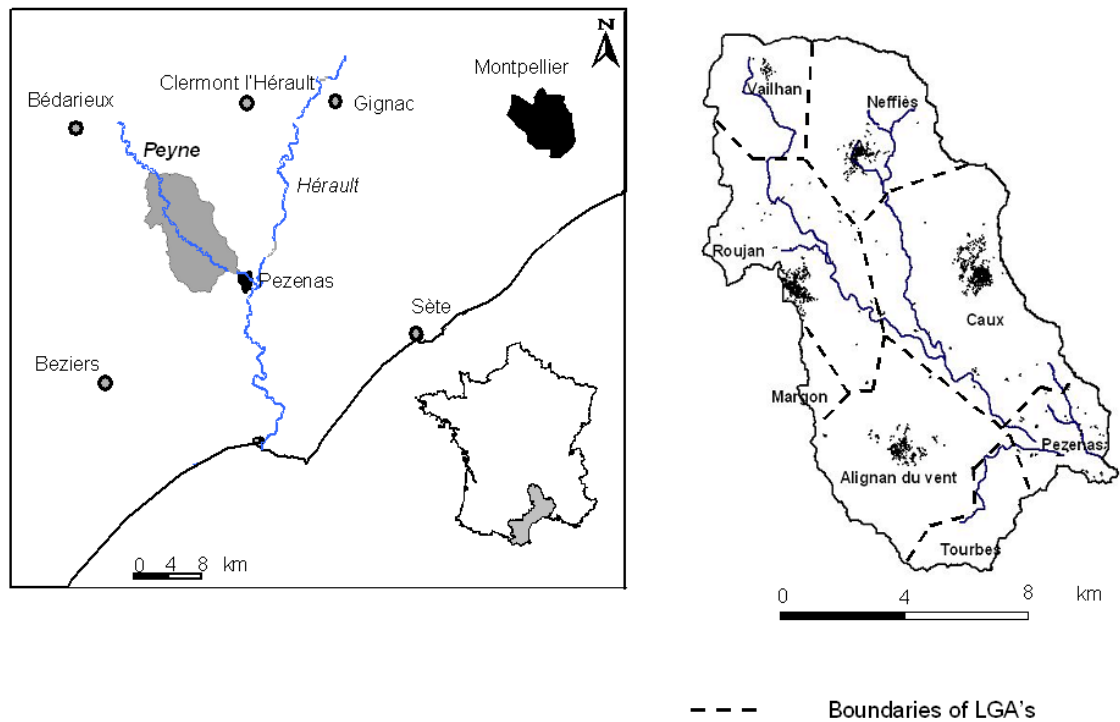 N
Montpellier
Clermont l'Hérault
Gignac
Bédarieux
Peyne
Hérault
Pezenas
Sète
Beziers
0 4 8 km
Vailhan
Neffiès
Roujan
Caux
Margon
Pezenas
Alignan du vent
Tourbes
0 4 8 km
Boundaries of LGA's